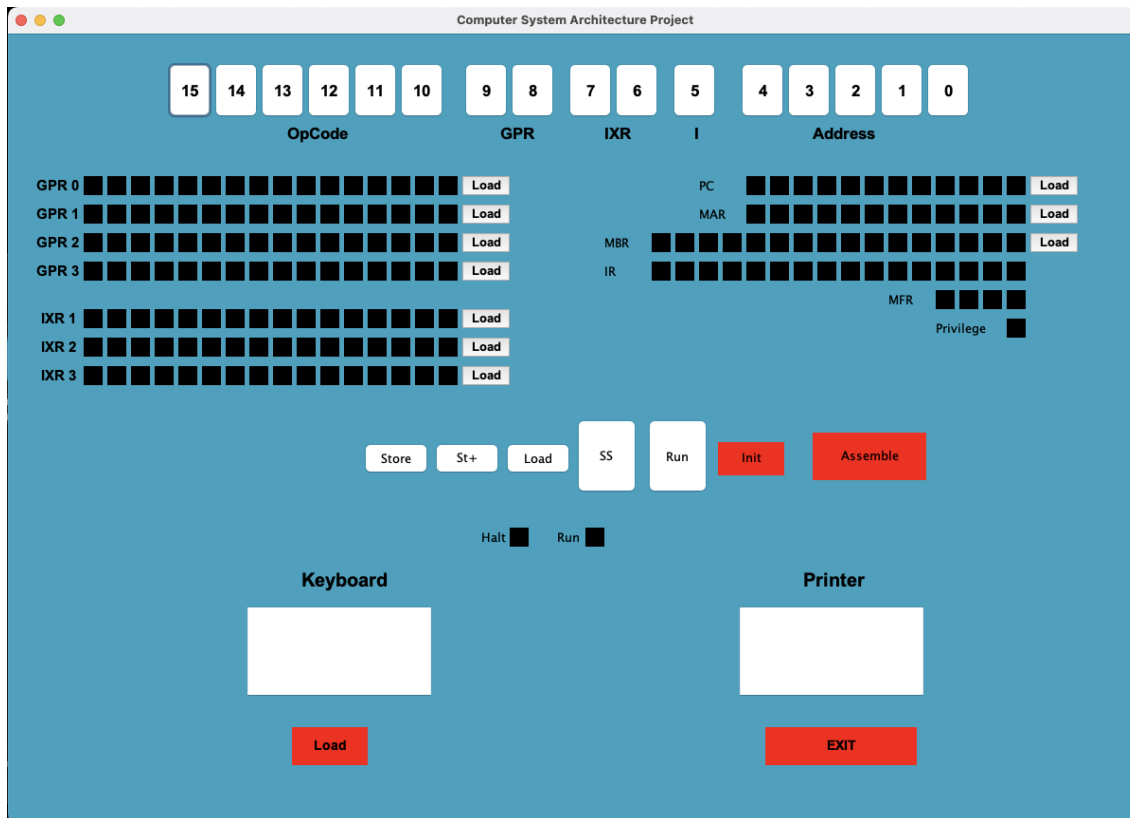 Computer System Architecture Project
15 14 13 12 11 10 9 8 7 6 5 4 3 2 1 0
OpCode GPR IXR I Address
GPR 0 Load PC Load
GPR 1 Load MAR Load
GPR 2 Load MBR Load
GPR 3 Load IR
MFR
IXR 1 Load Privilege
IXR 2 Load
IXR 3 Load
Store St+ Load SS Run Init Assemble
Halt Run
Keyboard Printer
Load EXIT